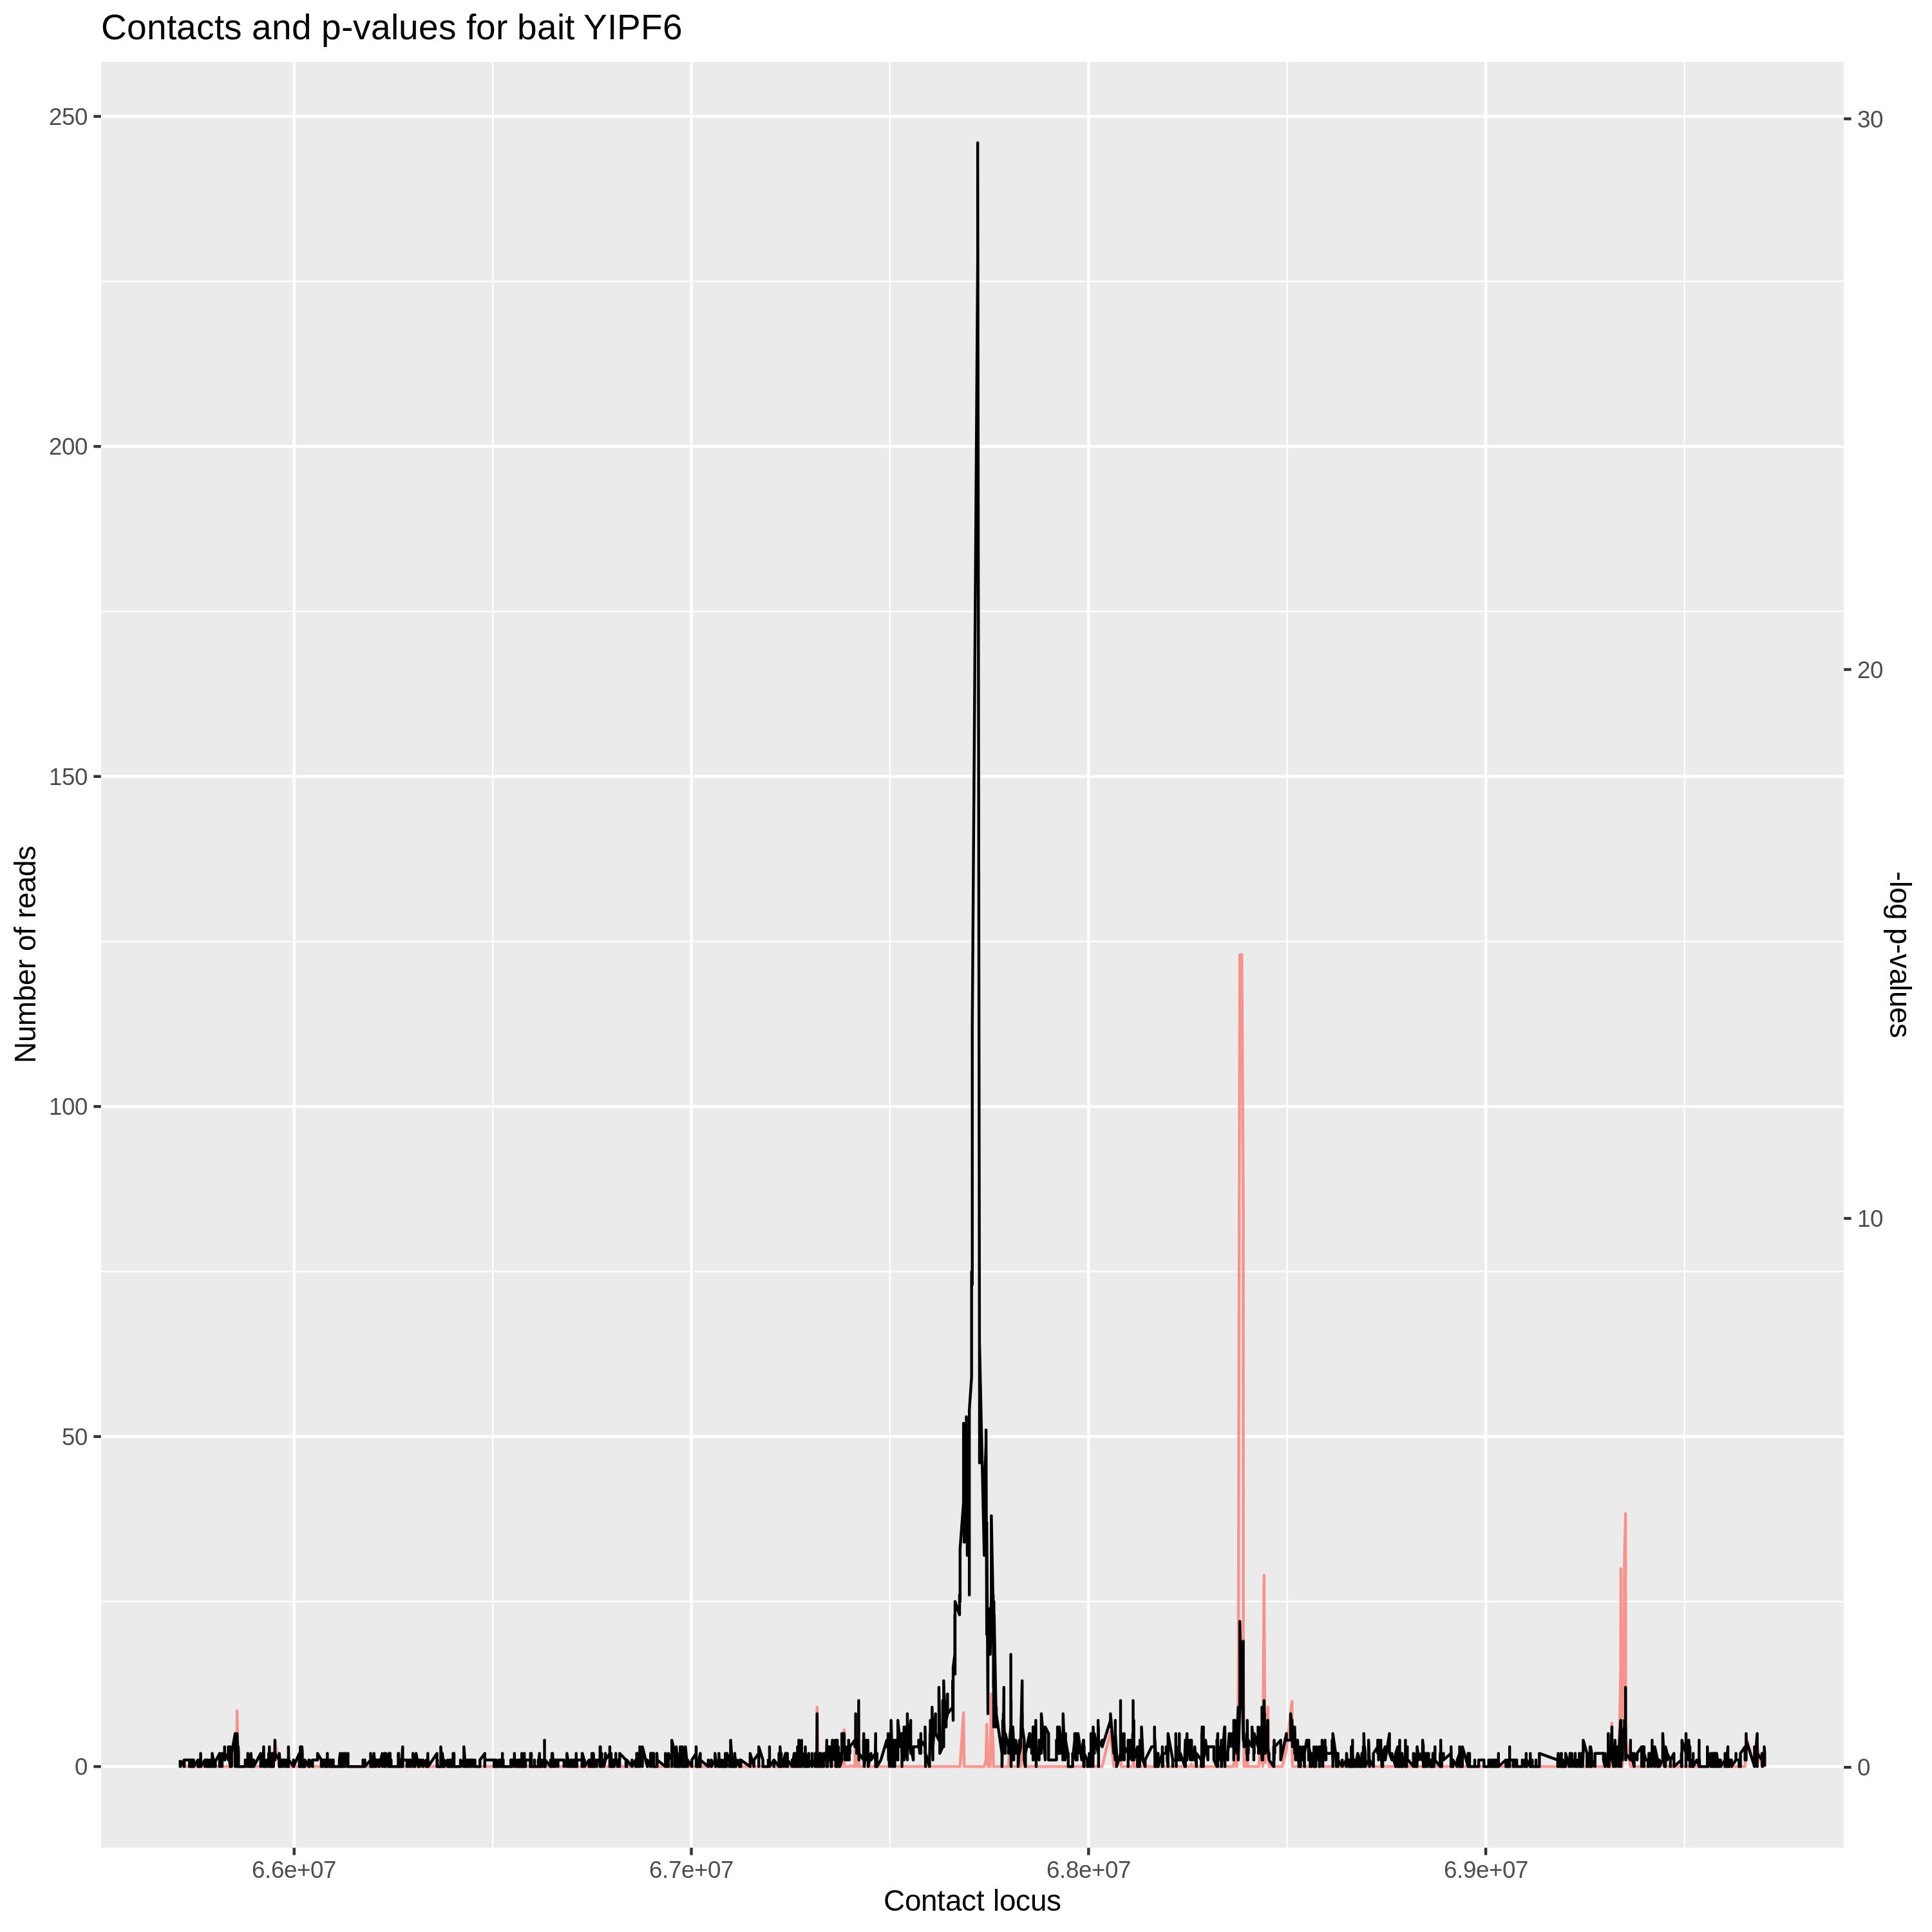 Contacts and p-values for bait YIPF6
250
200
150
100
50
0
Number of reads
30
20
10
0
-log p-values
6.6e+07
6.7e+07
6.8e+07
6.9e+07
Contact locus